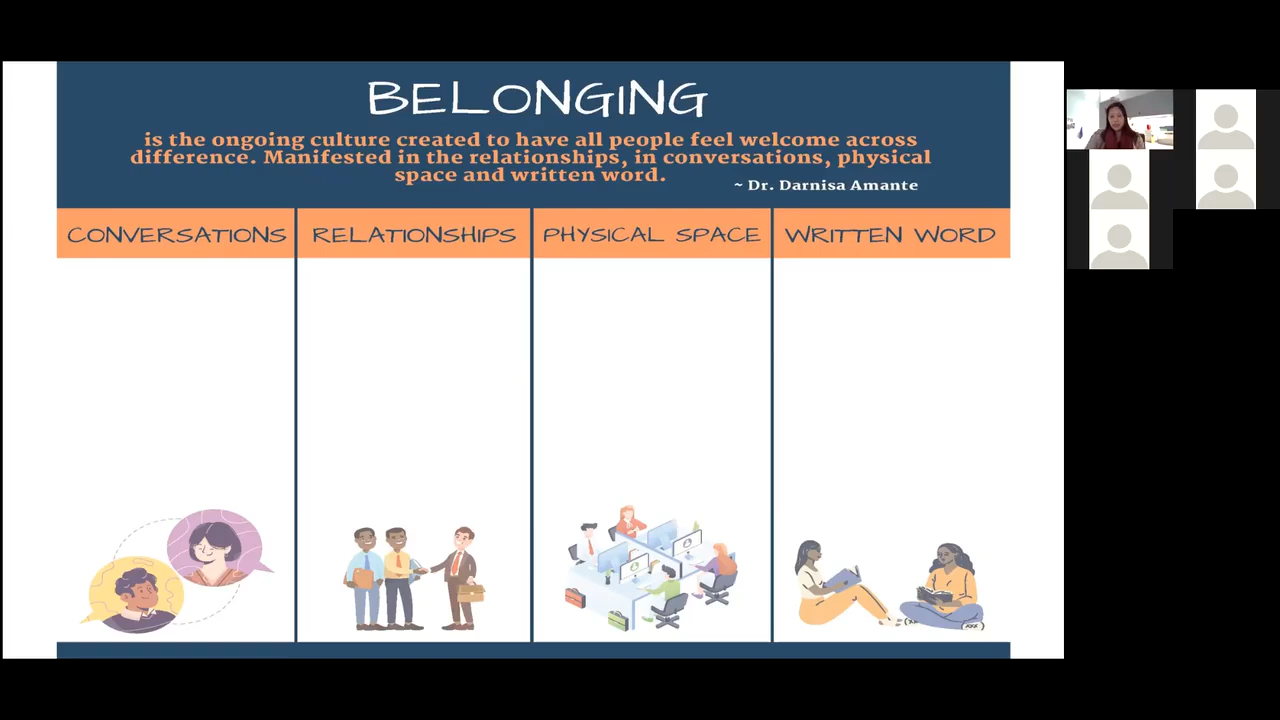 BELONGING
is the ongoing culture created to have all people feel welcome across
difference. Manifested in the relationships, in conversations, physical
space and written word.
~ Dr. Darnisa Amante
CONVERSATIONS
RELATIONSHIPS
PHYSICAL SPACE
WRITTEN WORD